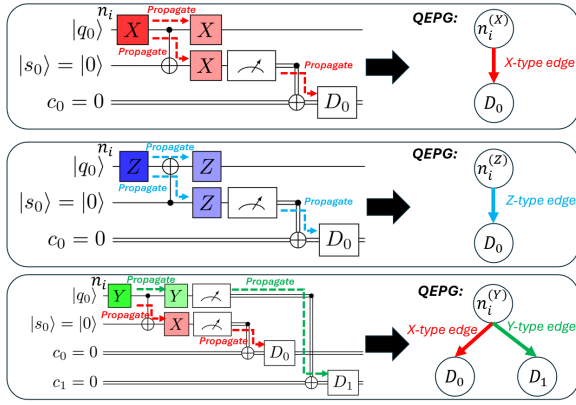 n_i
Propagate
QEPG:
|q_0⟩ X X
n_i^{(X)}
Propagate
Propagate
X-type edge
|s_0⟩ = |0⟩ X
c_0 = 0 D_0
D_0
n_i
Propagate
QEPG:
|q_0⟩ Z Z
n_i^{(Z)}
Propagate
Propagate
Z-type edge
|s_0⟩ = |0⟩ Z
c_0 = 0 D_0
D_0
n_i
Propagate
Propagate
QEPG:
|q_0⟩ Y Y
n_i^{(Y)}
Propagate
|s_0⟩ = |0⟩ X
Propagate
X-type edge
Y-type edge
c_0 = 0 D_0
D_0 D_1
c_1 = 0 D_1